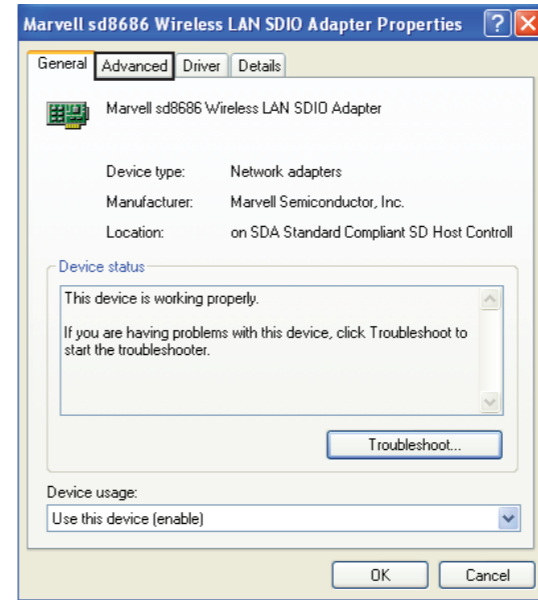 Marvell sd8686 Wireless LAN SDIO Adapter Properties
General Advanced Driver Details
Marvell sd8686 Wireless LAN SDIO Adapter
Device type: Network adapters
Manufacturer: Marvell Semiconductor, Inc.
Location: on SDA Standard Compliant SD Host Controll
Device status
This device is working properly.
If you are having problems with this device, click Troubleshoot to
start the troubleshooter.
Troubleshoot...
Device usage:
Use this device (enable)
OK Cancel